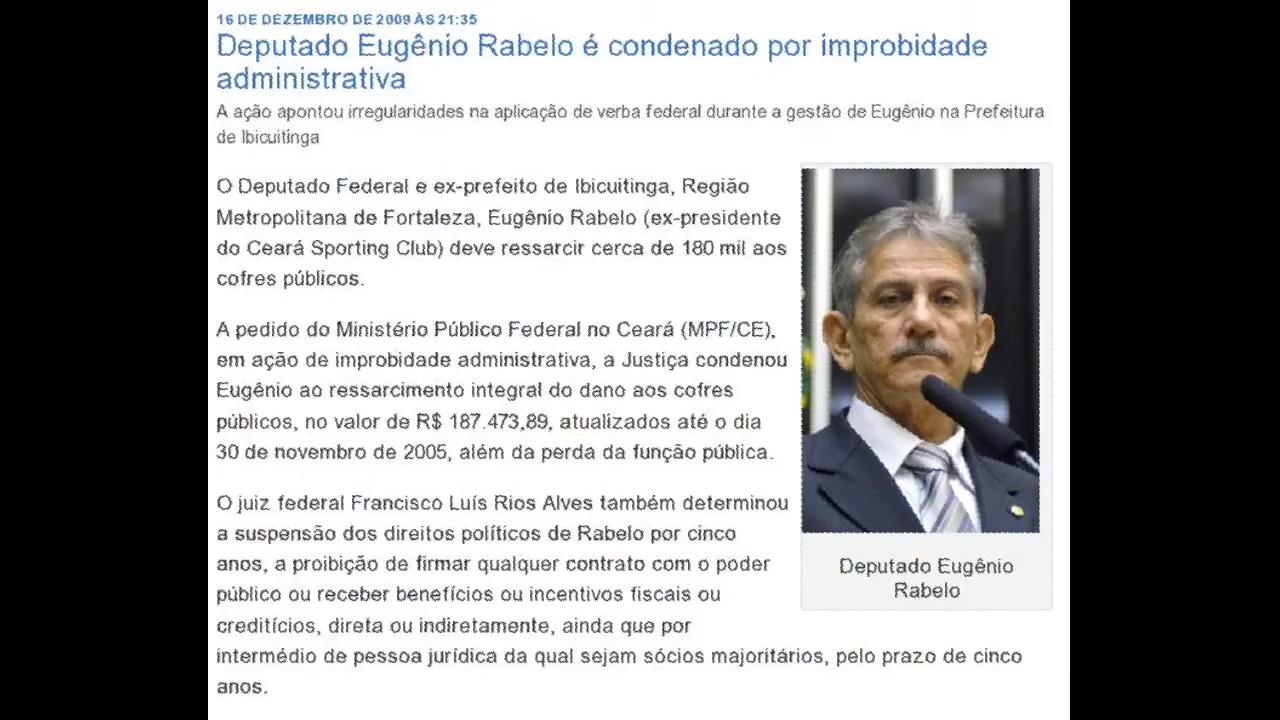 16 DE DEZEMBRO DE 2009 ÀS 21:35
Deputado Eugênio Rabelo é condenado por improbidade
administrativa
A ação apontou irregularidades na aplicação de verba federal durante a gestão de Eugênio na Prefeitura
de Ibicuitinga
O Deputado Federal e ex-prefeito de Ibicuitinga, Região
Metropolitana de Fortaleza, Eugênio Rabelo (ex-presidente
do Ceará Sporting Club) deve ressarcir cerca de 180 mil aos
cofres públicos.
A pedido do Ministério Público Federal no Ceará (MPF/CE),
em ação de improbidade administrativa, a Justiça condenou
Eugênio ao ressarcimento integral do dano aos cofres
públicos, no valor de R$ 187.473,89, atualizados até o dia
30 de novembro de 2005, além da perda da função pública.
O juiz federal Francisco Luís Rios Alves também determinou
a suspensão dos direitos políticos de Rabelo por cinco
anos, a proibição de firmar qualquer contrato com o poder
público ou receber benefícios ou incentivos fiscais ou
creditícios, direta ou indiretamente, ainda que por
intermédio de pessoa jurídica da qual sejam sócios majoritários, pelo prazo de cinco
anos.
Deputado Eugênio
Rabelo